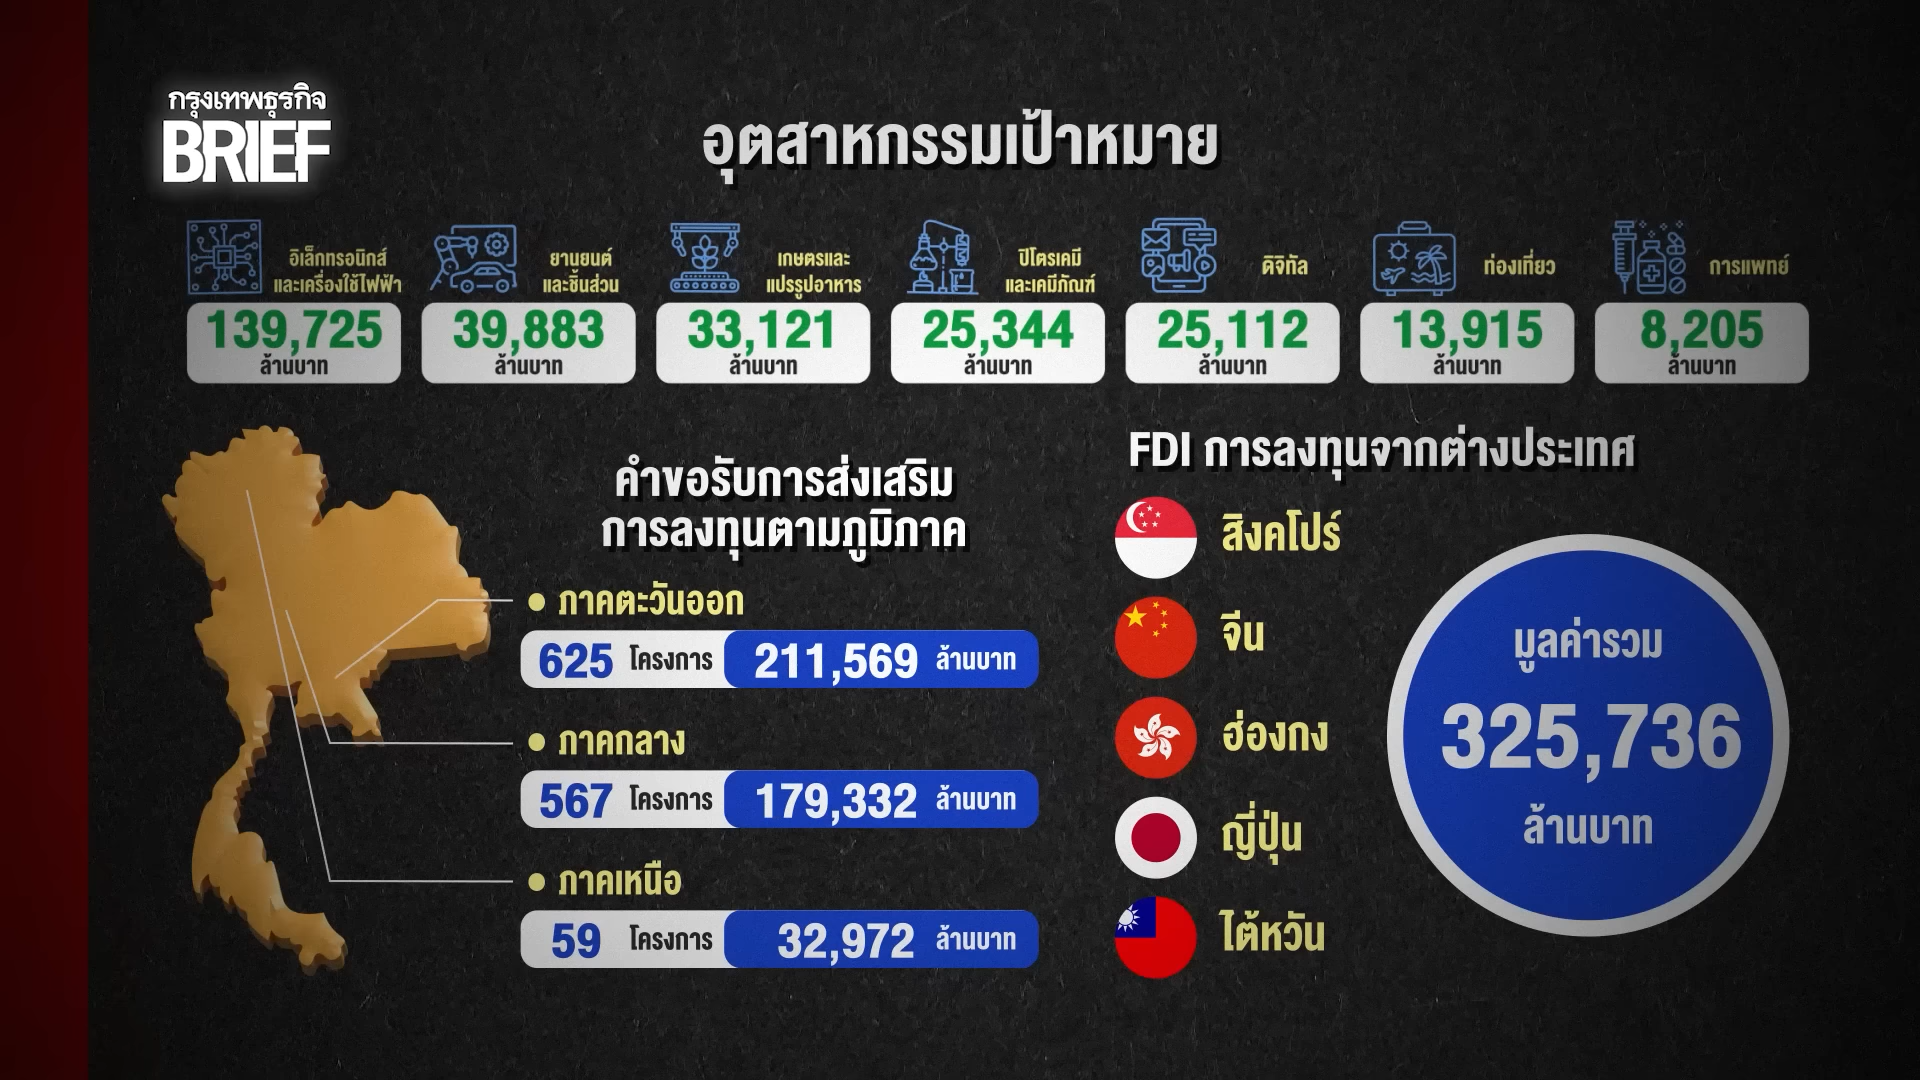 กรุงเทพธุรกิจ
BRIEF
อุตสาหกรรมเป้าหมาย
อิเล็กทรอนิกส์
และเครื่องใช้ไฟฟ้า
139,725
ล้านบาท
ยานยนต์
และชิ้นส่วน
39,883
ล้านบาท
เกษตรและ
แปรรูปอาหาร
33,121
ล้านบาท
ปิโตรเคมี
และเคมีภัณฑ์
25,344
ล้านบาท
ดิจิทัล
25,112
ล้านบาท
ท่องเที่ยว
13,915
ล้านบาท
การแพทย์
8,205
ล้านบาท
คำขอรับการส่งเสริม
การลงทุนตามภูมิภาค
ภาคตะวันออก
625 โครงการ 211,569 ล้านบาท
ภาคกลาง
567 โครงการ 179,332 ล้านบาท
ภาคเหนือ
59 โครงการ 32,972 ล้านบาท
FDI การลงทุนจากต่างประเทศ
สิงคโปร์
จีน
ฮ่องกง
ญี่ปุ่น
ไต้หวัน
มูลค่ารวม
325,736
ล้านบาท